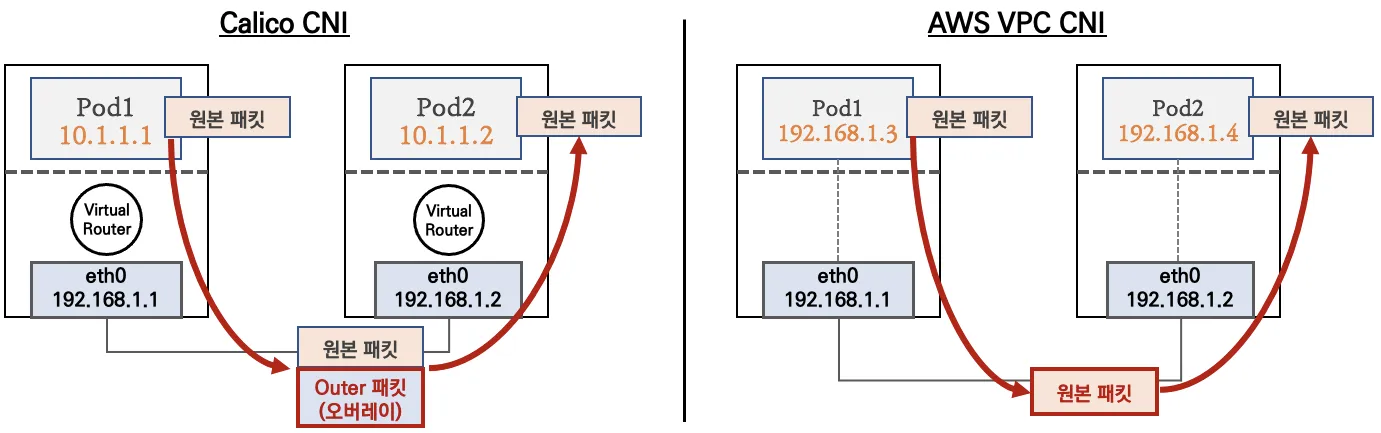 Calico CNI
Pod1
10.1.1.1
원본 패킷
Virtual
Router
eth0
192.168.1.1
Pod2
10.1.1.2
원본 패킷
Virtual
Router
eth0
192.168.1.2
원본 패킷
Outer 패킷
(오버레이)
AWS VPC CNI
Pod1
192.168.1.3
원본 패킷
eth0
192.168.1.1
Pod2
192.168.1.4
원본 패킷
eth0
192.168.1.2
원본 패킷